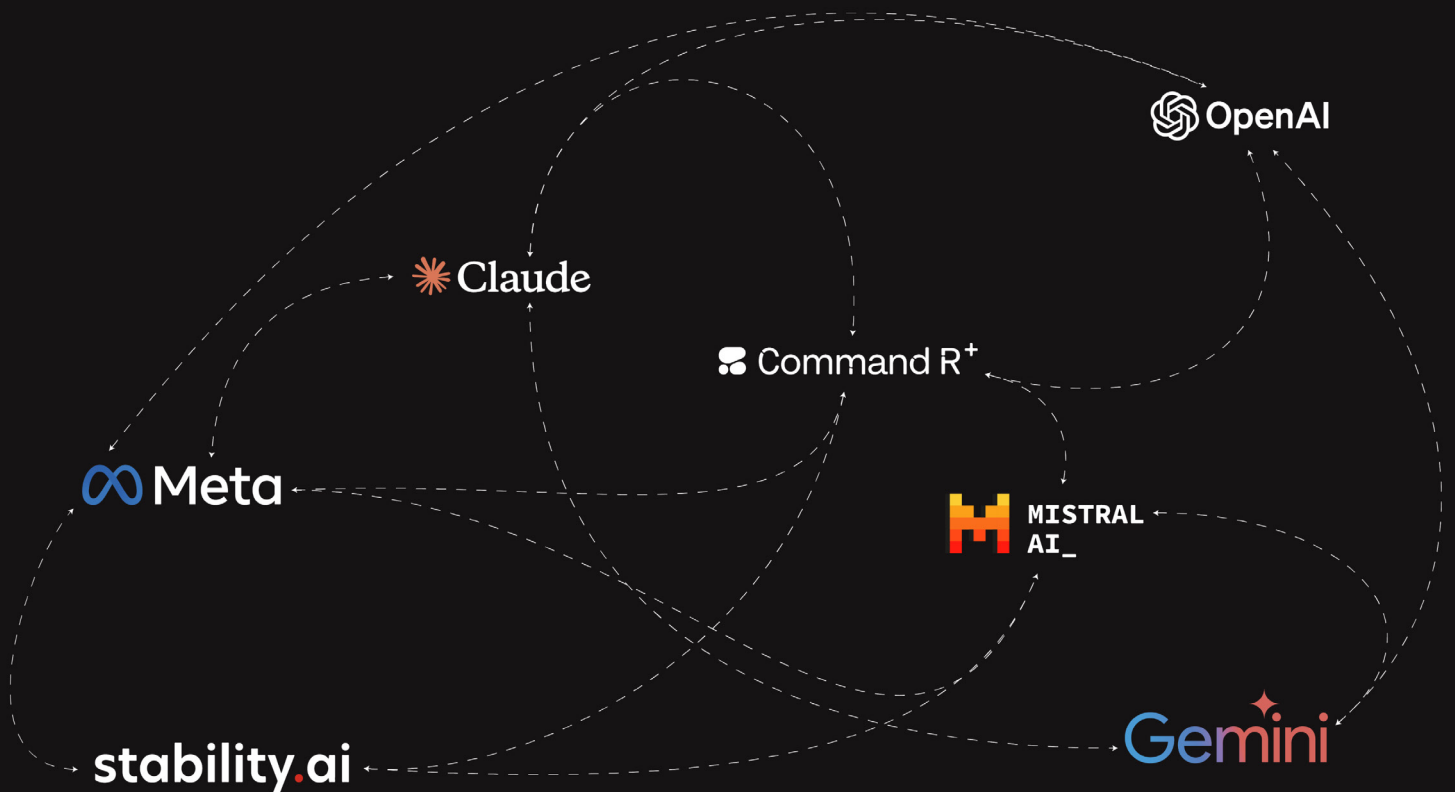 OpenAI
Claude
Command R+
Meta
MISTRAL
AI_
Gemini
stability.ai